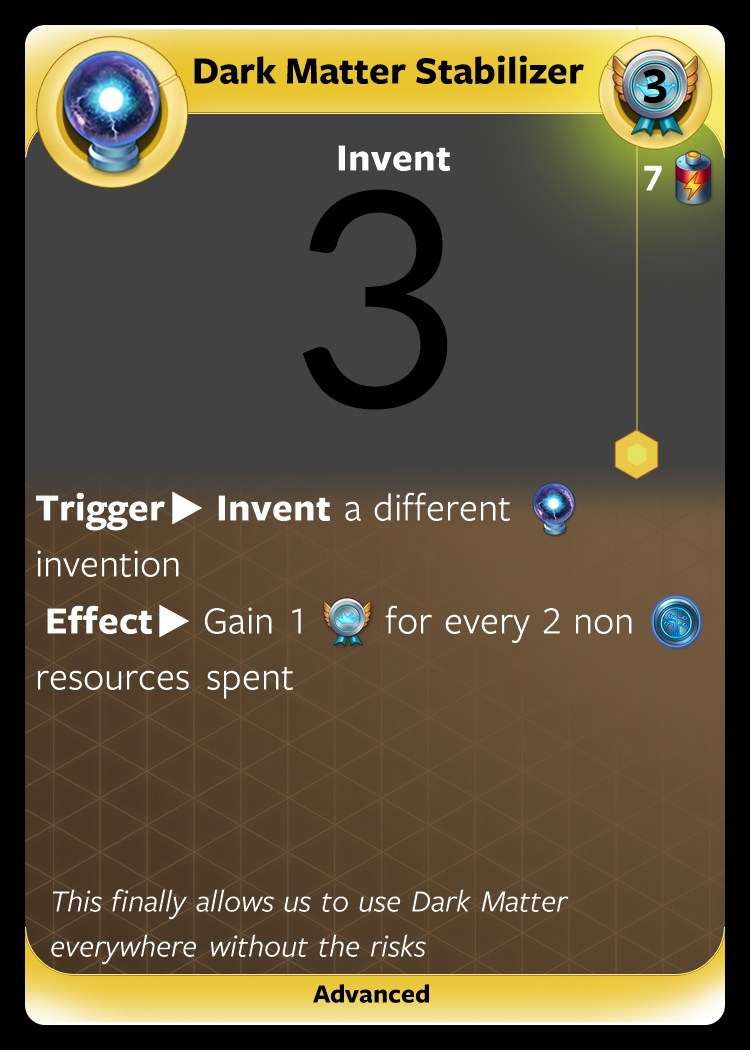 Dark Matter Stabilizer
3
Invent
7
3
Trigger▶ Invent a different
invention
Effect▶ Gain 1 for every 2 non
resources spent
This finally allows us to use Dark Matter
everywhere without the risks
Advanced